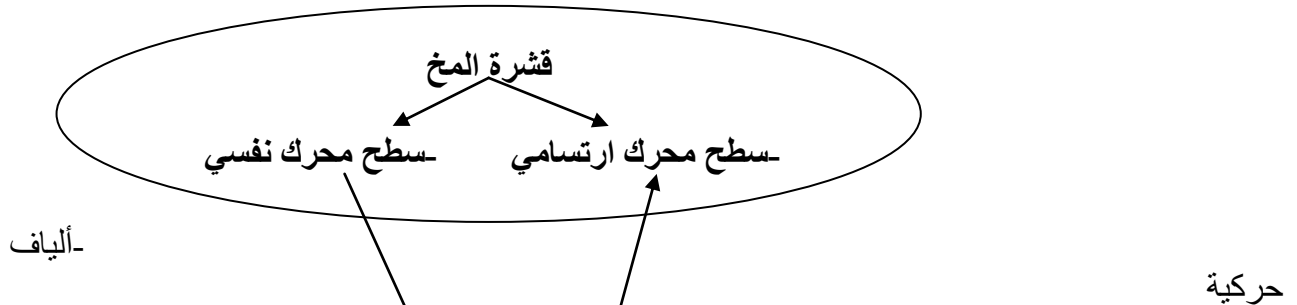 قشرة المخ
-سطح محرك ارتسامي -سطح محرك نفسي
-ألياف
حركية